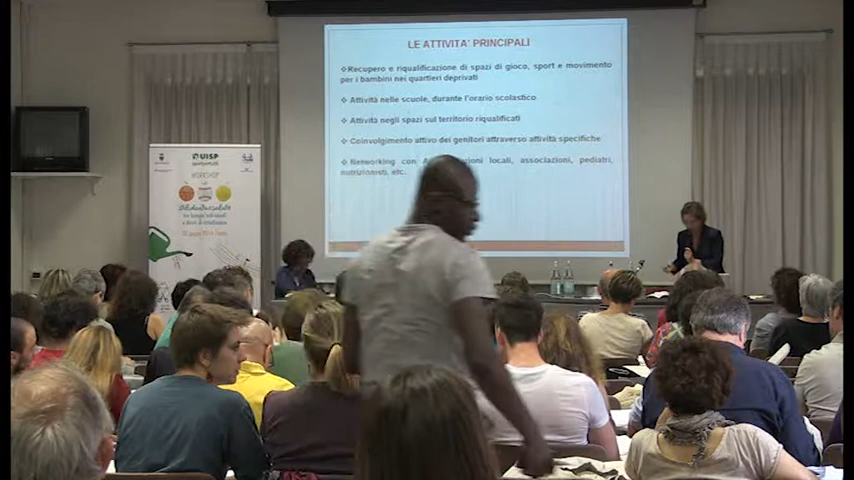 LE ATTIVITA' PRINCIPALI
Recupero e riqualificazione di spazi di gioco, sport e movimento
per i bambini nei quartieri deprivati
Attività nelle scuole, durante l'orario scolastico
Attività negli spazi sul territorio riqualificati
Coinvolgimento attivo dei genitori attraverso attività specifiche
Networking con locali, associazioni, pediatri,
nutrizionisti, etc.
UISP
WORKSHOP